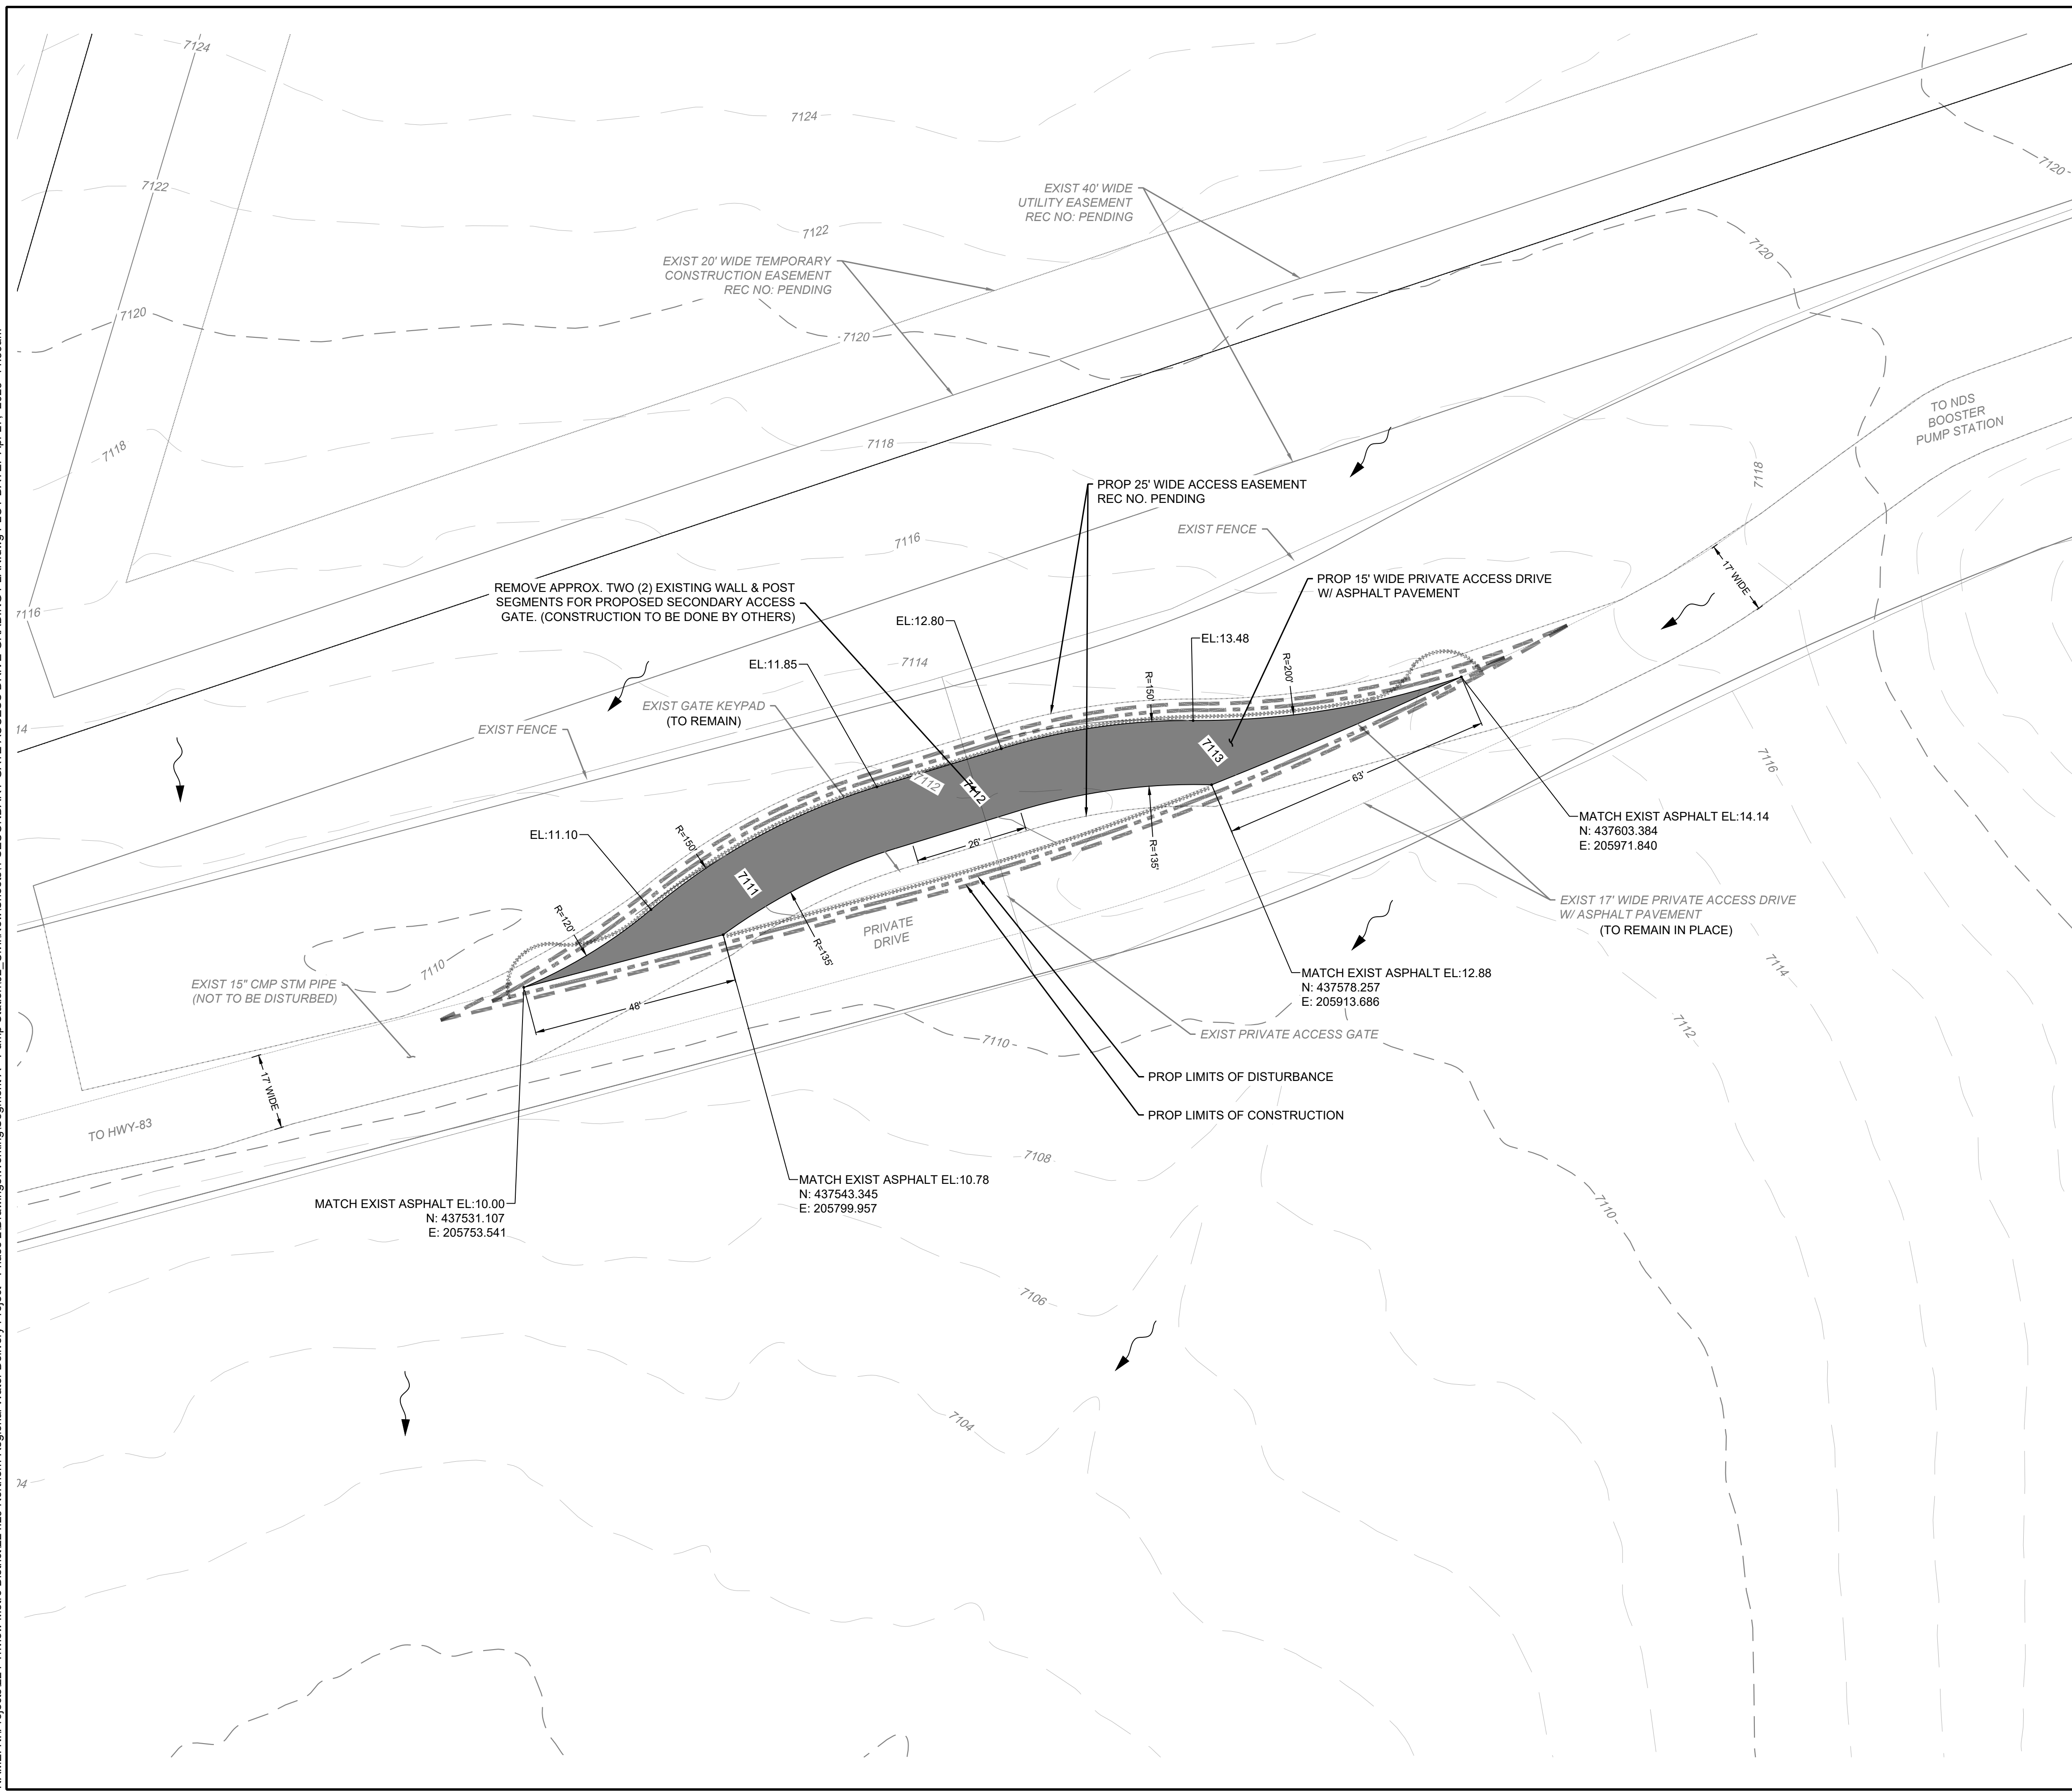 7124
7124
7122
7122
7120
7120
7120
7120
7118
7118
7118
7116
7116
7114
14
EXIST 40' WIDE
UTILITY EASEMENT
REC NO: PENDING
EXIST 20' WIDE TEMPORARY
CONSTRUCTION EASEMENT
REC NO: PENDING
TO NDS
BOOSTER
PUMP STATION
PROP 25' WIDE ACCESS EASEMENT
REC NO. PENDING
EXIST FENCE
17' WIDE
REMOVE APPROX. TWO (2) EXISTING WALL & POST
SEGMENTS FOR PROPOSED SECONDARY ACCESS
GATE. (CONSTRUCTION TO BE DONE BY OTHERS)
PROP 15' WIDE PRIVATE ACCESS DRIVE
W/ ASPHALT PAVEMENT
EL:12.80
EL:13.48
EL:11.85
R=150'
R=200'
EXIST GATE KEYPAD
(TO REMAIN)
EXIST FENCE
7113
7112
7112
63'
7116
EL:11.10
R=150'
26'
R=135'
MATCH EXIST ASPHALT EL:14.14
N: 437603.384
E: 205971.840
7111
R=120'
R=135'
PRIVATE
DRIVE
EXIST 17' WIDE PRIVATE ACCESS DRIVE
W/ ASPHALT PAVEMENT
(TO REMAIN IN PLACE)
7110
EXIST 15" CMP STM PIPE
(NOT TO BE DISTURBED)
48'
MATCH EXIST ASPHALT EL:12.88
N: 437578.257
E: 205913.686
7114
7112
7110
EXIST PRIVATE ACCESS GATE
17' WIDE
PROP LIMITS OF DISTURBANCE
PROP LIMITS OF CONSTRUCTION
TO HWY-83
7108
MATCH EXIST ASPHALT EL:10.78
N: 437543.345
E: 205799.957
MATCH EXIST ASPHALT EL:10.00
N: 437531.107
E: 205753.541
7110
7106
7104